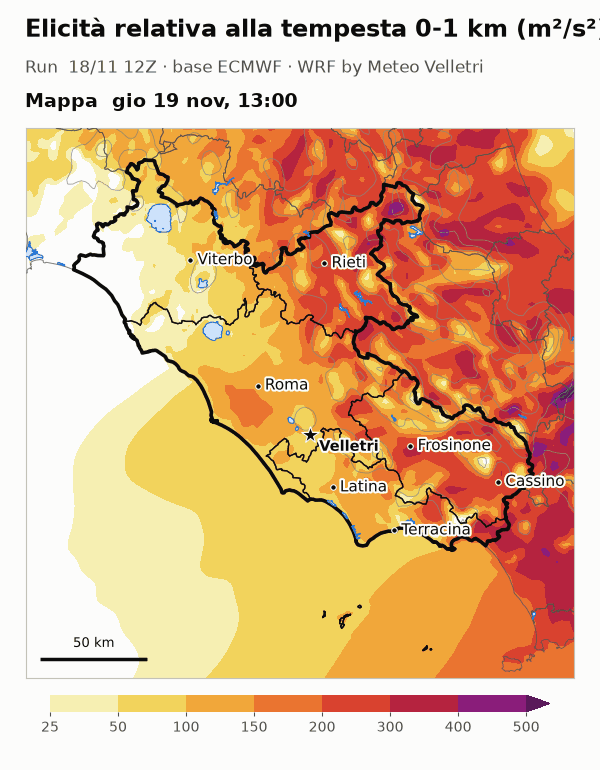 Elicità relativa alla tempesta 0-1 km (m²/s²)
Run 18/11 12Z · base ECMWF · WRF by Meteo Velletri
Mappa gio 19 nov, 13:00
Viterbo
Rieti
Roma
Velletri
Frosinone
Latina
Cassino
Terracina
50 km
25 50 100 150 200 300 400 500